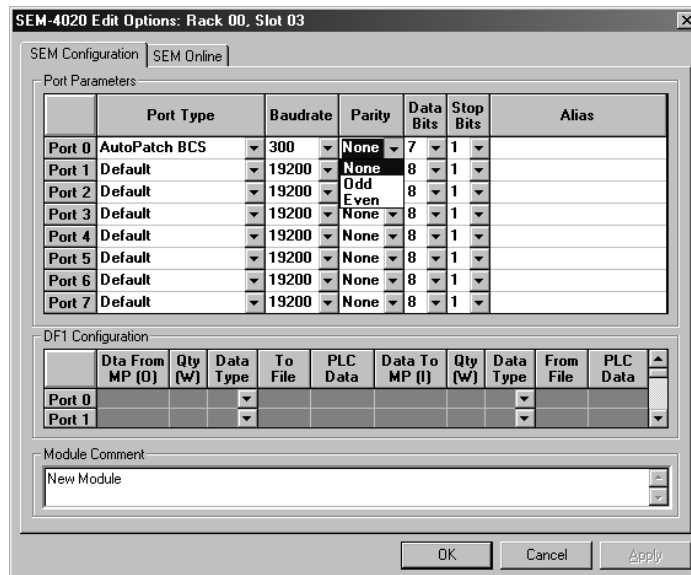 SEM-4020 Edit Options: Rack 00, Slot 03
SEM Configuration SEM Online
Port Parameters
Port Type Baudrate Parity Data Bits Stop Bits Alias
Port 0 AutoPatch BCS 300 None 7 1
Port 1 Default 19200 None 8 1
Port 2 Default 19200 Odd 8 1
Even
Port 3 Default 19200 None 8 1
Port 4 Default 19200 None 8 1
Port 5 Default 19200 None 8 1
Port 6 Default 19200 None 8 1
Port 7 Default 19200 None 8 1
DF1 Configuration
Dta From MP (O) Qty (W) Data Type To File PLC Data Data To MP (I) Qty (W) Data Type From File PLC Data
Port 0
Port 1
Module Comment
New Module
OK Cancel Apply